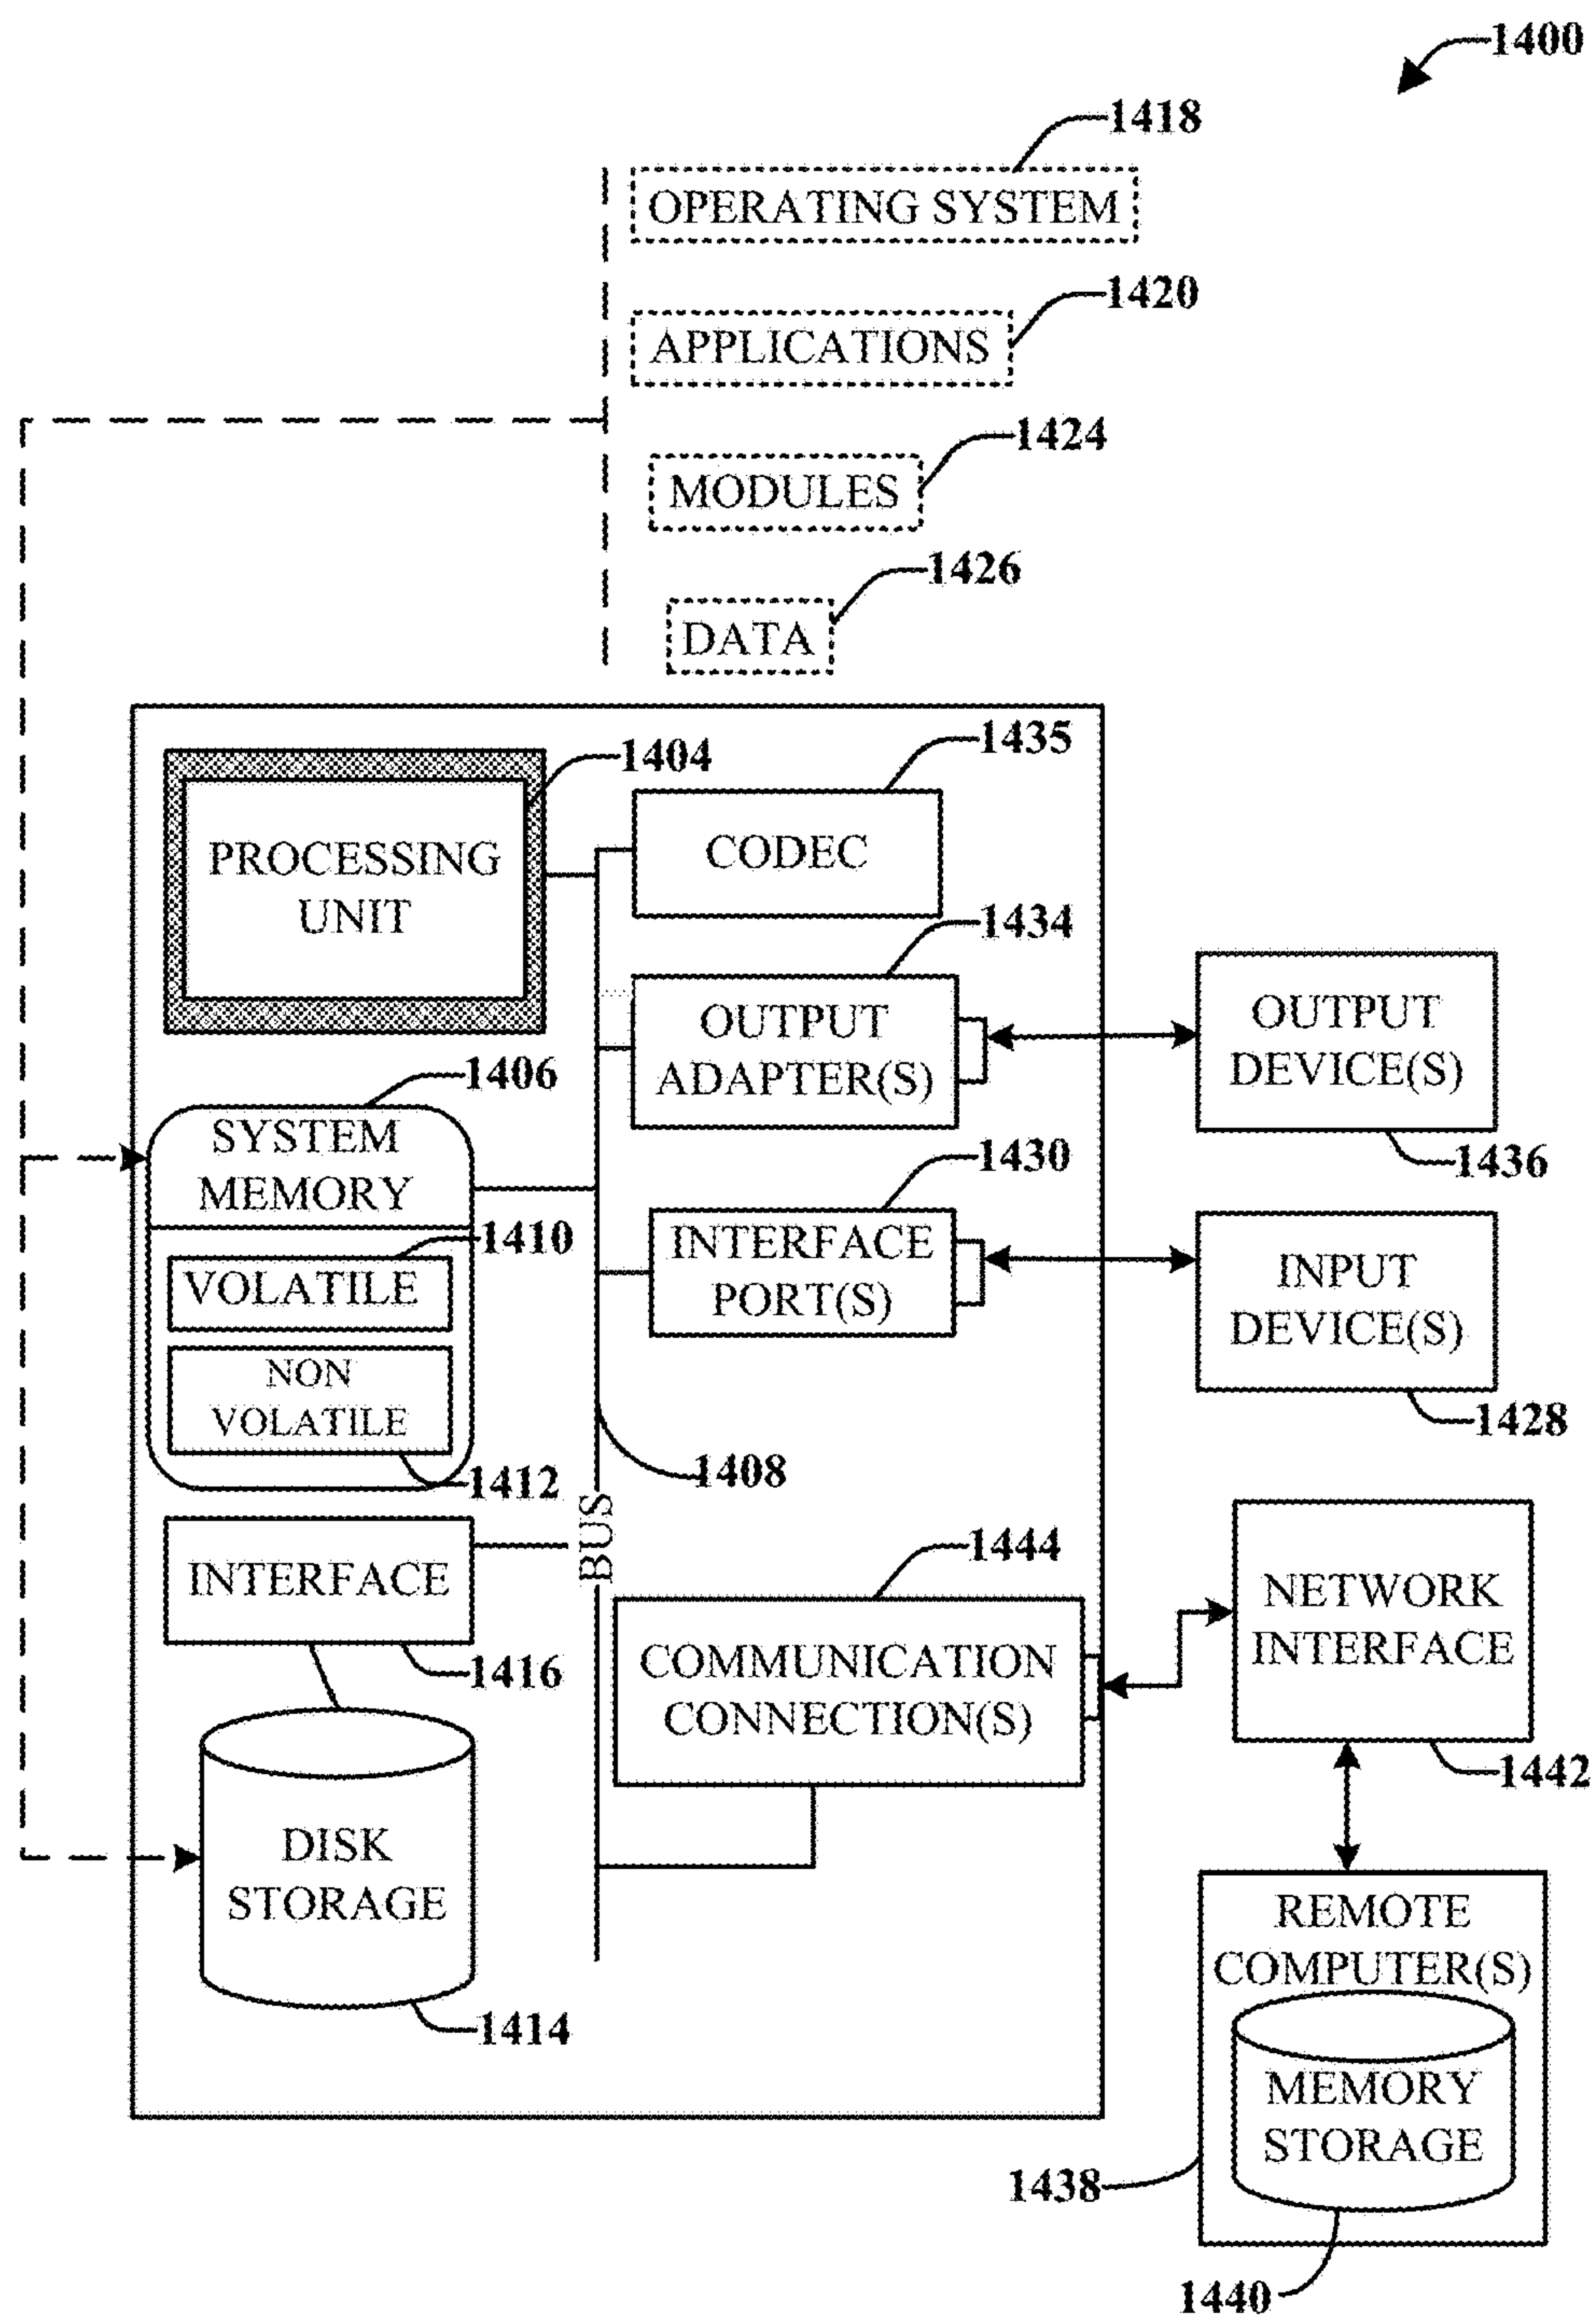 1400
1418
OPERATING SYSTEM
1420
APPLICATIONS
1424
MODULES
1426
DATA
1404
PROCESSING
UNIT
1435
CODEC
1434
OUTPUT
ADAPTER(S)
OUTPUT
DEVICE(S)
1436
1406
SYSTEM
MEMORY
1410
VOLATILE
NON
VOLATILE
1412
1430
INTERFACE
PORT(S)
INPUT
DEVICE(S)
1428
1408
BUS
INTERFACE
1416
1444
COMMUNICATION
CONNECTION(S)
NETWORK
INTERFACE
1442
DISK
STORAGE
1414
REMOTE
COMPUTER(S)
MEMORY
STORAGE
1438
1440